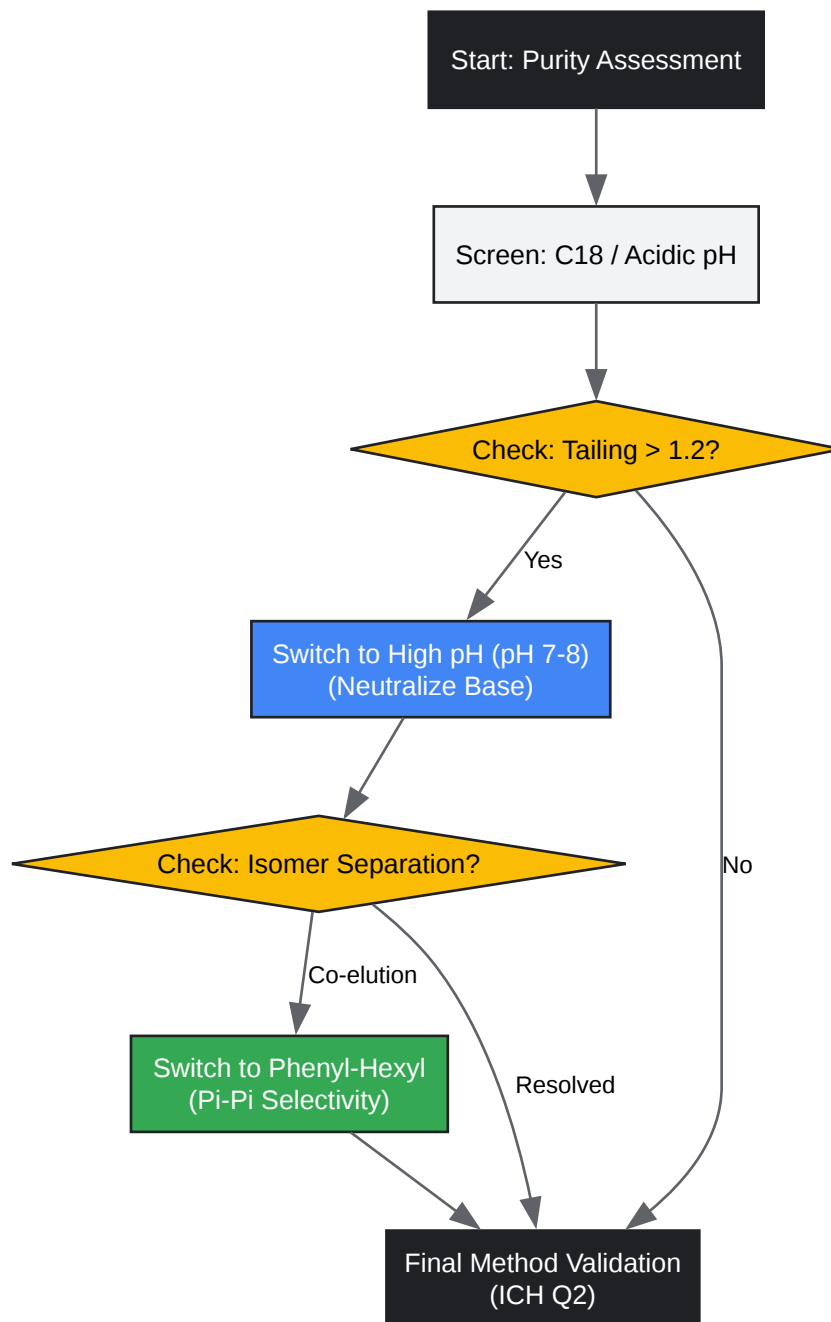 Start: Purity Assessment
Screen: C18 / Acidic pH
Check: Tailing > 1.2?
Yes
Switch to High pH (pH 7-8)
(Neutralize Base)
Check: Isomer Separation?
No
Co-elution
Switch to Phenyl-Hexyl
(Pi-Pi Selectivity)
Resolved
Final Method Validation
(ICH Q2)